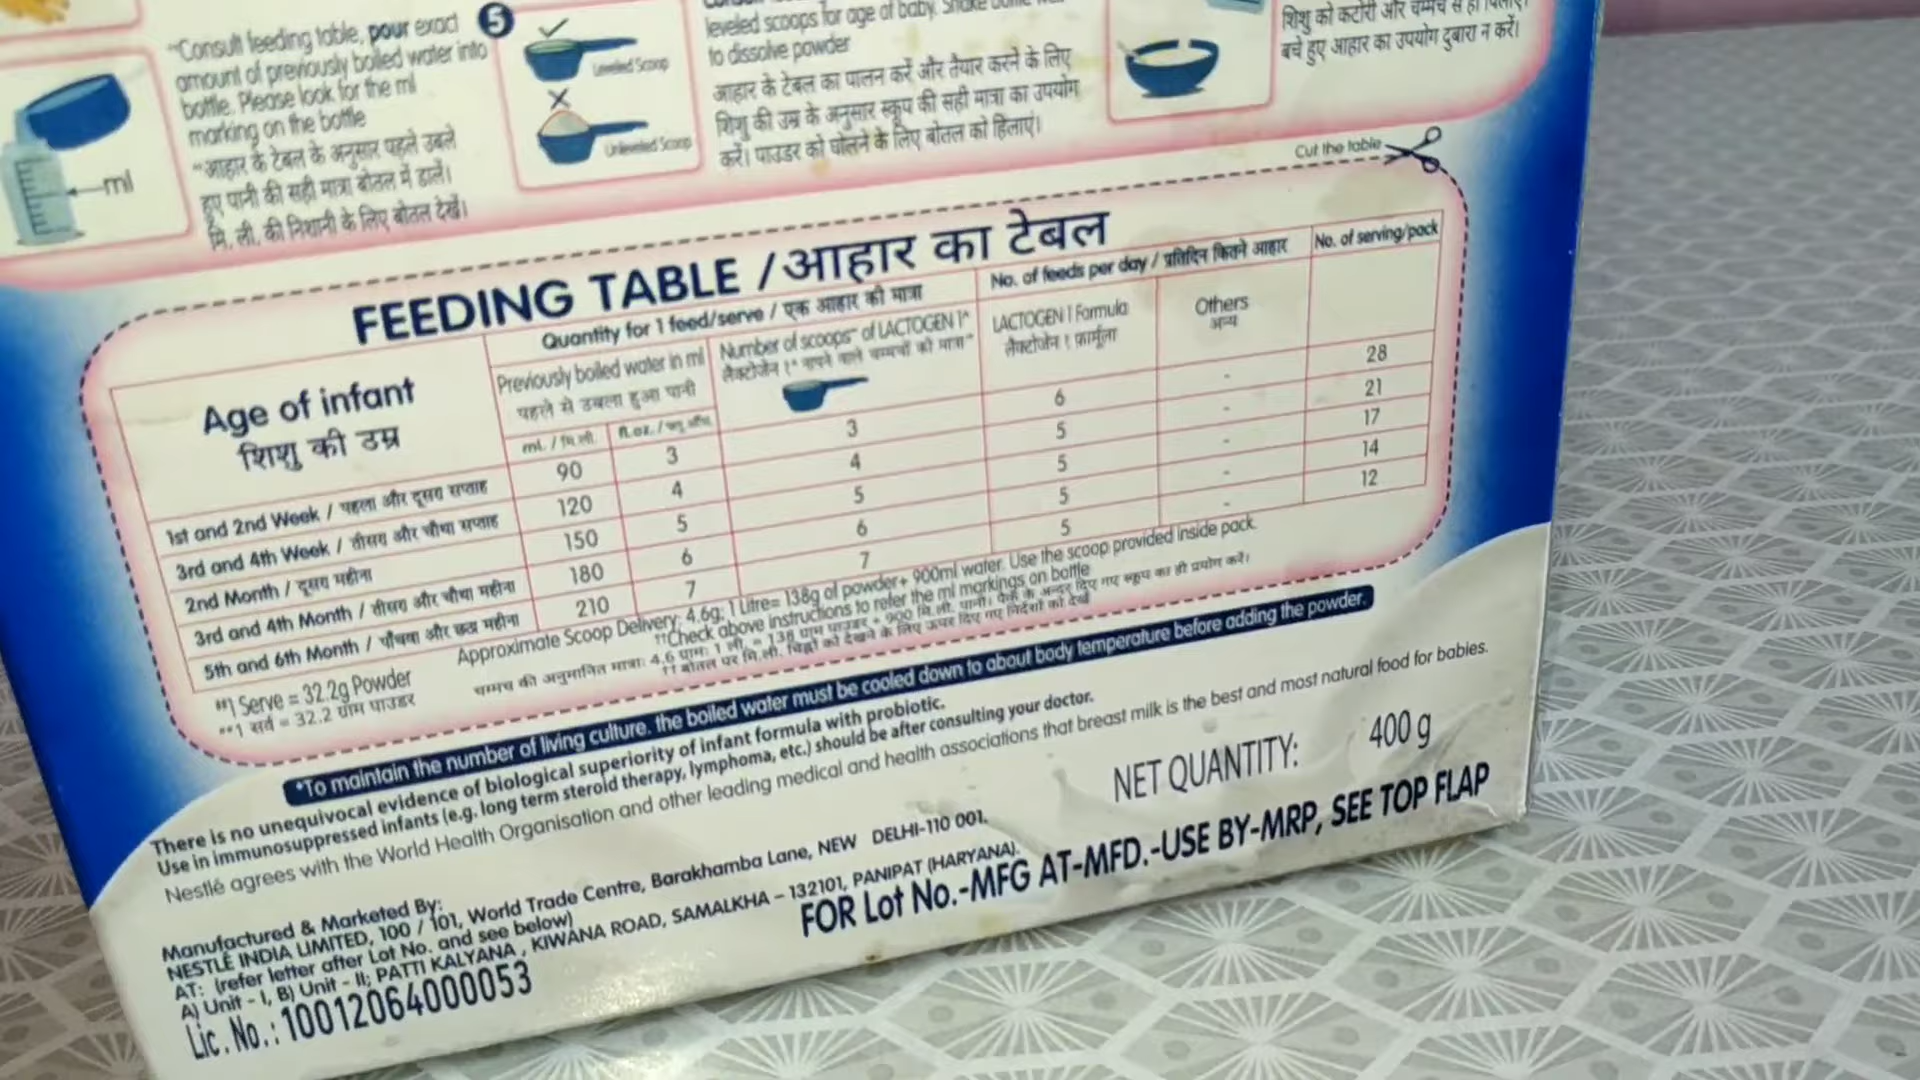 "Consult feeding table, pour exact
amount of previously boiled water into
bottle. Please look for the ml
marking on the bottle
"आहार के टेबल के अनुसार पहले उबले
हुए पानी की सही मात्रा बोतल में डालें।
मि. ली. की निशानी के लिए बोतल देखें।
ml
5
Leveled Scoop
Unleveled Scoop
leveled scoops for age of baby. Shake
to dissolve powder
आहार के टेबल का पालन करें और तैयार करने के लिए
शिशु की उम्र के अनुसार स्कूप की सही मात्रा का उपयोग
करें। पाउडर को घोलने के लिए बोतल को हिलाएं।
शिशु को कटोरी और चम्मच से ही पिलाएं।
बचे हुए आहार का उपयोग दुबारा न करें।
Cut the table
FEEDING TABLE / आहार का टेबल
Age of infant
शिशु की उम्र
Quantity for 1 feed/serve / एक आहार की मात्रा
No. of feeds per day / प्रतिदिन कितने आहार
No. of serving/pack
Previously boiled water in ml
पहले से उबला हुआ पानी
Number of scoops" of LACTOGEN 1^
लैक्टोजेन १^ नापने वाले चम्मचों की मात्रा"
LACTOGEN 1 Formula
लैक्टोजेन १ फ़ार्मूला
Others
अन्य
ml. / मि.ली. fl.oz. /
1st and 2nd Week / पहला और दूसरा सप्ताह 90 3 3 6 - 28
3rd and 4th Week / तीसरा और चौथा सप्ताह 120 4 4 5 - 21
2nd Month / दूसरा महीना 150 5 5 5 - 17
3rd and 4th Month / तीसरा और चौथा महीना 180 6 6 5 - 14
5th and 6th Month / पाँचवा और छठा महीना 210 7 7 5 - 12
Approximate Scoop Delivery: 4.6g; 1 Litre= 138g of powder+ 900ml water. Use the scoop provided inside pack.
††Check above instructions to refer the ml markings on bottle
चम्मच की अनुमानित मात्रा: 4.6 ग्राम: 1 ली. = 138 ग्राम पाउडर + 900 मि.ली. पानी। पैक के अन्दर दिए गए स्कूप का ही प्रयोग करें।
†† बोतल पर मि.ली. चिह्नों को देखने के लिए ऊपर दिए गए निर्देशों को देखें
##1 Serve = 32.2g Powder
**1 सर्व = 32.2 ग्राम पाउडर
*To maintain the number of living culture, the boiled water must be cooled down to about body temperature before adding the powder.
There is no unequivocal evidence of biological superiority of infant formula with probiotic.
Use in immunosuppressed infants (e.g. long term steroid therapy, lymphoma, etc.) should be after consulting your doctor.
Nestlé agrees with the World Health Organisation and other leading medical and health associations that breast milk is the best and most natural food for babies.
NET QUANTITY: 400 g
Manufactured & Marketed By:
NESTLÉ INDIA LIMITED, 100 / 101, World Trade Centre, Barakhamba Lane, NEW DELHI-110 001.
AT: (refer letter after Lot No. and see below)
A) Unit - I, B) Unit - II; PATTI KALYANA, KIWANA ROAD, SAMALKHA – 132101, PANIPAT (HARYANA).
Lic. No.: 10012064000053
FOR Lot No.-MFG AT-MFD.-USE BY-MRP, SEE TOP FLAP